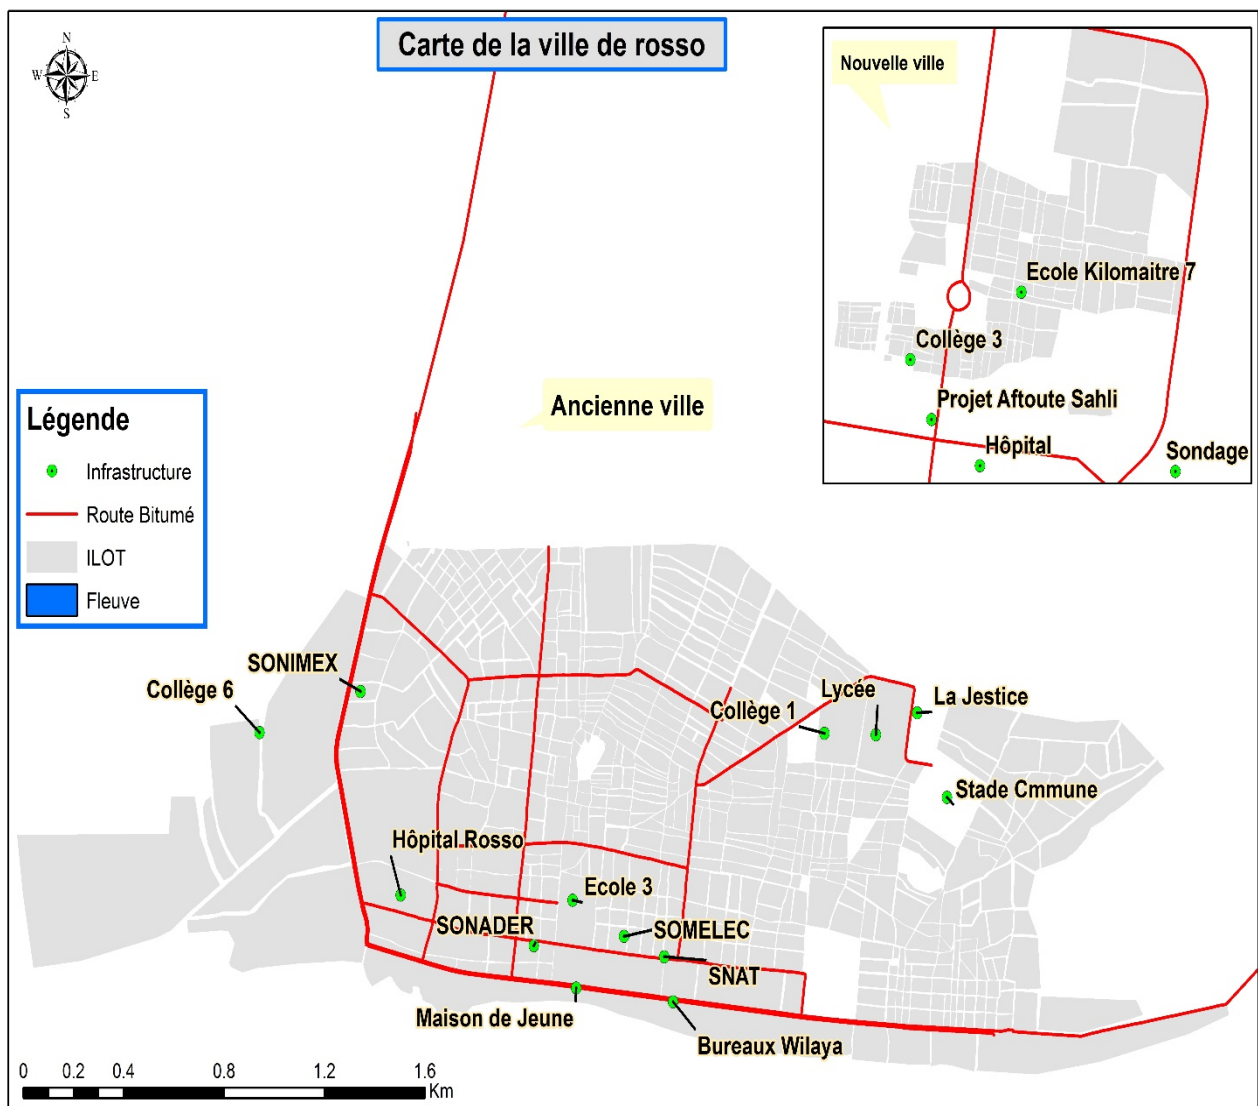 Carte de la ville de rosso
N
W E
S
Nouvelle ville
Ecole Kilomaitre 7
Collège 3
Projet Aftoute Sahli
Hôpital
Sondage
Ancienne ville
Légende
Infrastructure
Route Bitumé
ILOT
Fleuve
SONIMEX
Collège 6
Lycée
La Jestice
Collège 1
Stade Cmmune
Hôpital Rosso
Ecole 3
SONADER
SOMELEC
SNAT
Maison de Jeune
Bureaux Wilaya
0 0.2 0.4 0.8 1.2 1.6
Km